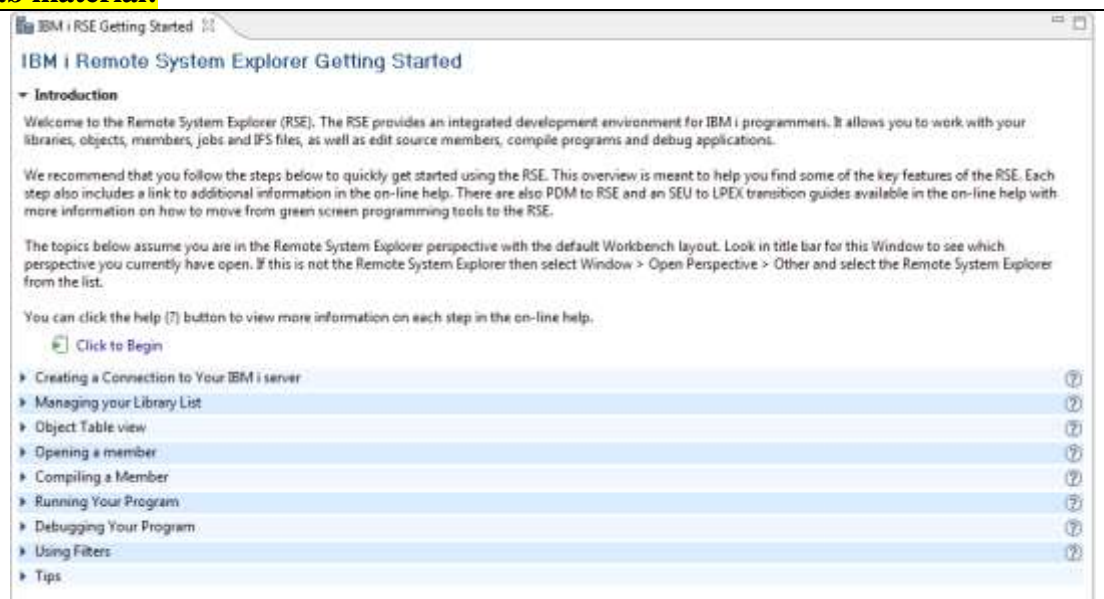 material.
IBM i RSE Getting Started
IBM i Remote System Explorer Getting Started
Introduction
Welcome to the Remote System Explorer (RSE). The RSE provides an integrated development environment for IBM i programmers. It allows you to work with your
libraries, objects, members, jobs and IFS files, as well as edit source members, compile programs and debug applications.
We recommend that you follow the steps below to quickly get started using the RSE. This overview is meant to help you find some of the key features of the RSE. Each
step also includes a link to additional information in the on-line help. There are also PDM to RSE and an SEU to LPEX transition guides available in the on-line help with
more information on how to move from green screen programming tools to the RSE.
The topics below assume you are in the Remote System Explorer perspective with the default Workbench layout. Look in title bar for this Window to see which
perspective you currently have open. If this is not the Remote System Explorer then select Window > Open Perspective > Other and select the Remote System Explorer
from the list.
You can click the help (?) button to view more information on each step in the on-line help.
Click to Begin
Creating a Connection to Your IBM i server
Managing your Library List
Object Table view
Opening a member
Compiling a Member
Running Your Program
Debugging Your Program
Using Filters
Tips